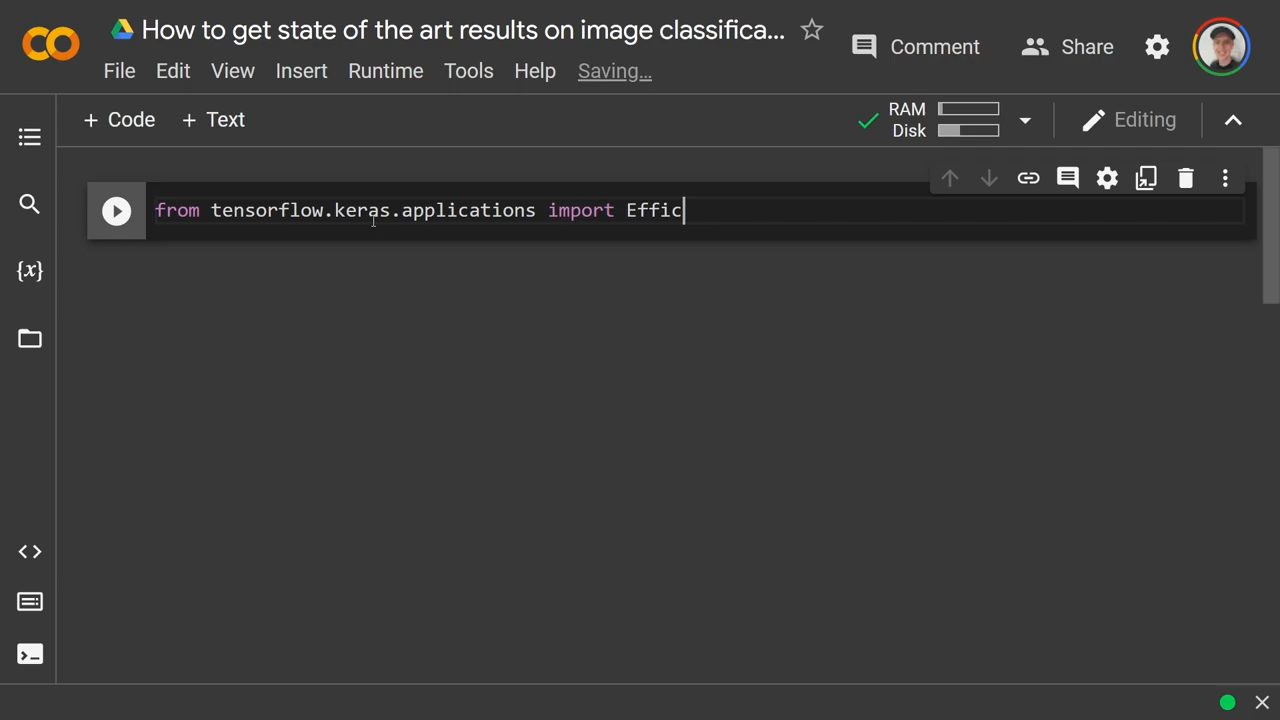 How to get state of the art results on image classifica...
Comment
Share
File Edit View Insert Runtime Tools Help Saving...
+ Code + Text
RAM
Disk
Editing
from tensorflow.keras.applications import Effic
{x}